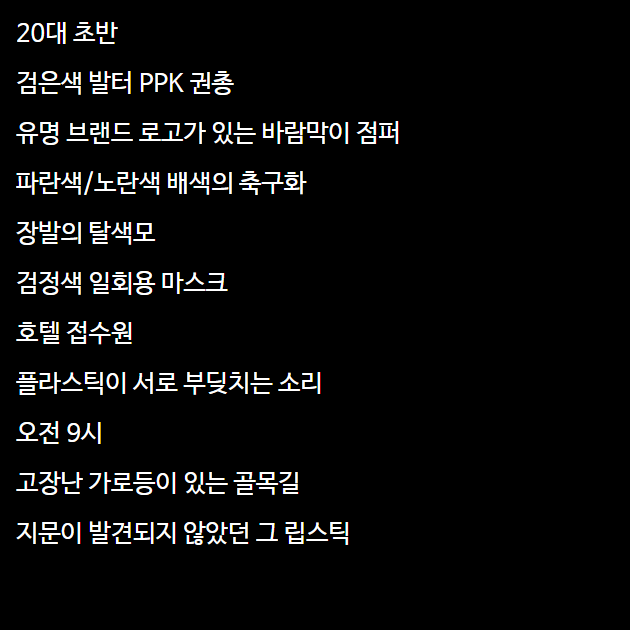 20대 초반
검은색 발터 PPK 권총
유명 브랜드 로고가 있는 바람막이 점퍼
파란색/노란색 배색의 축구화
장발의 탈색모
검정색 일회용 마스크
호텔 접수원
플라스틱이 서로 부딪치는 소리
오전 9시
고장난 가로등이 있는 골목길
지문이 발견되지 않았던 그 립스틱